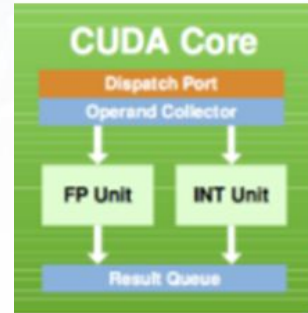 CUDA Core
Dispatch Port
Operand Collector
FP Unit
INT Unit
Result Queue